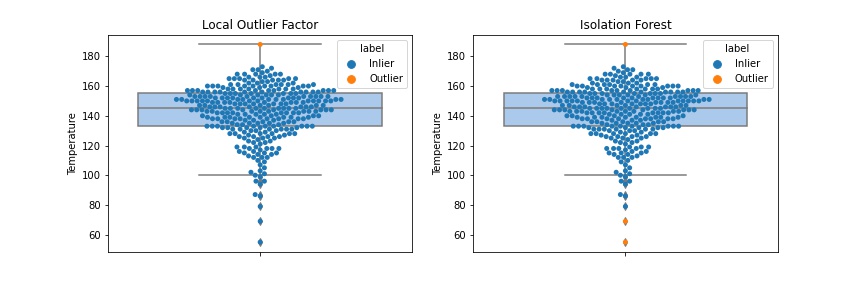 Local Outlier Factor
180
160
140
120
100
80
60
Temperature
label
Inlier
Outlier
Isolation Forest
180
160
140
120
100
80
60
Temperature
label
Inlier
Outlier